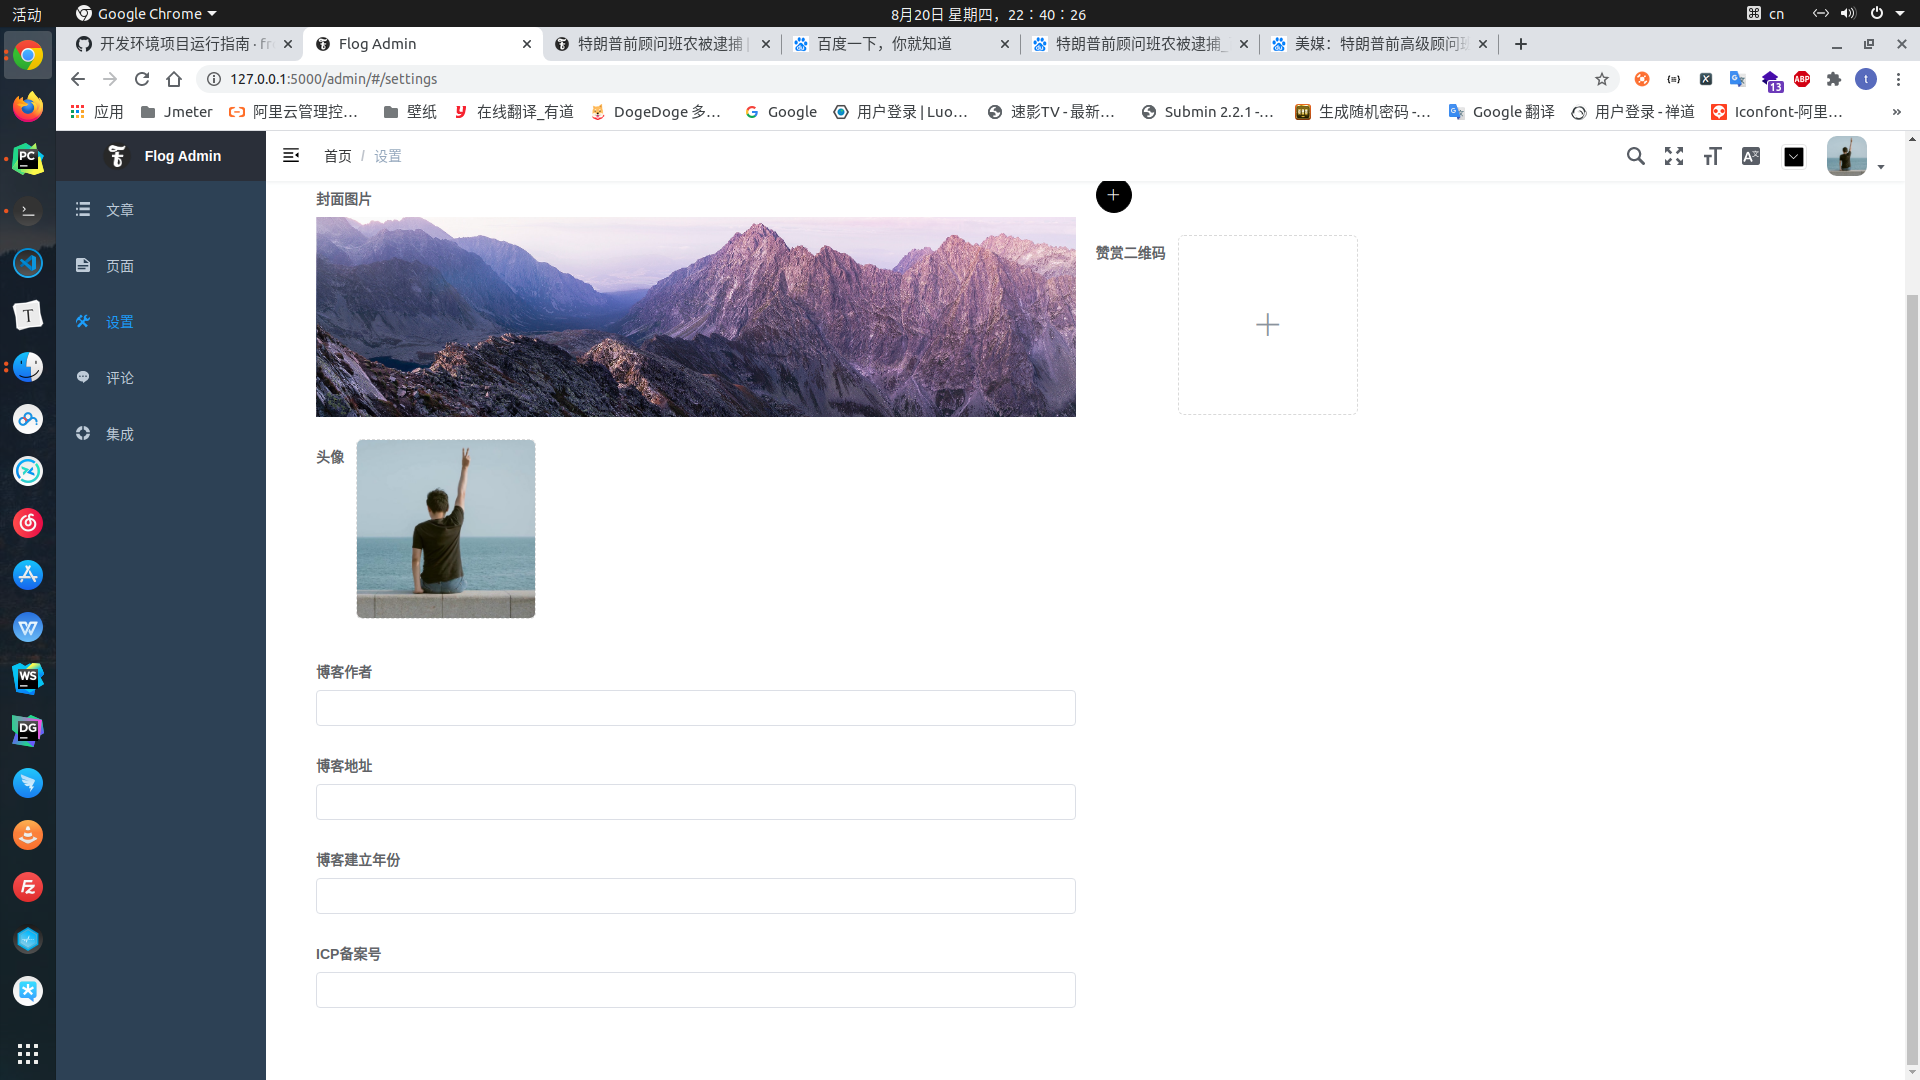 活动
Google Chrome
8月20日 星期四，22：40：26
cn
开发环境项目运行指南 · fr
Flog Admin
特朗普前顾问班农被逮捕 |
百度一下，你就知道
特朗普前顾问班农被逮捕_
美媒：特朗普前高级顾问班
127.0.0.1:5000/admin/#/settings
13
ABP
t
应用
Jmeter
阿里云管理控…
壁纸
在线翻译_有道
DogeDoge 多…
Google
用户登录 | Luo…
速影TV - 最新…
Submin 2.2.1 -…
生成随机密码 -…
Google 翻译
用户登录 - 禅道
Iconfont-阿里…
»
Flog Admin
首页 / 设置
文章
页面
设置
评论
集成
封面图片
赞赏二维码
头像
博客作者
博客地址
博客建立年份
ICP备案号
PC
T
W
WS
DG
Fz